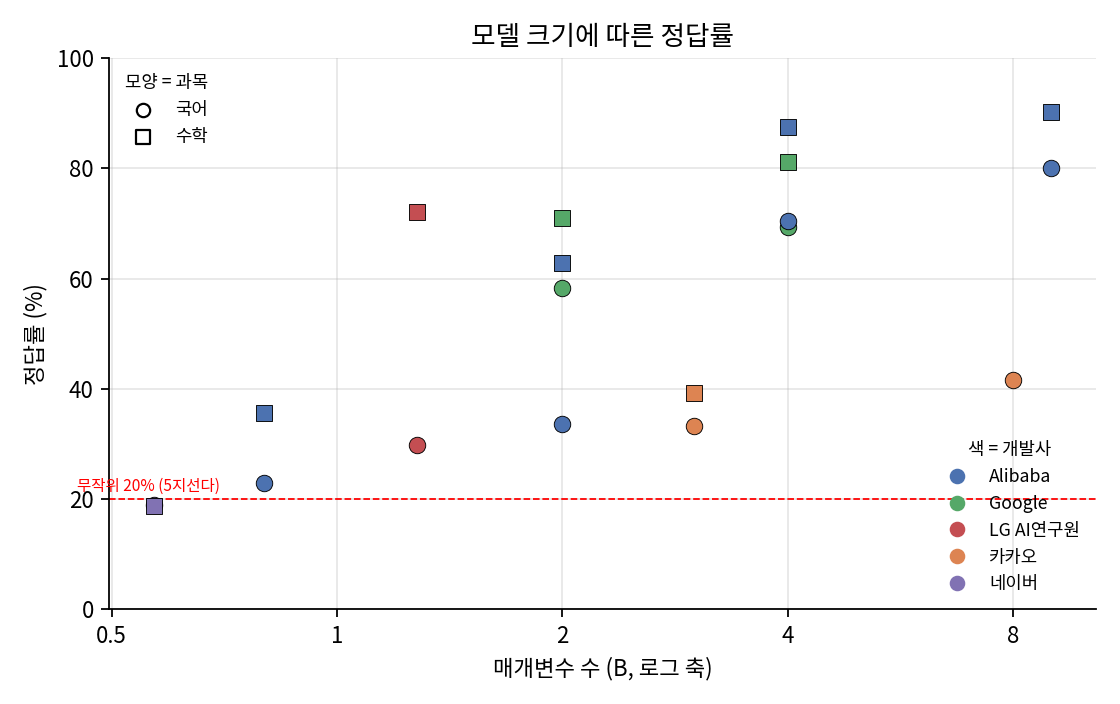 모델 크기에 따른 정답률
100
80
60
40
20
0
정답률 (%)
모양 = 과목
국어
수학
무작위 20% (5지선다)
색 = 개발사
Alibaba
Google
LG AI연구원
카카오
네이버
0.5
1
2
4
8
매개변수 수 (B, 로그 축)